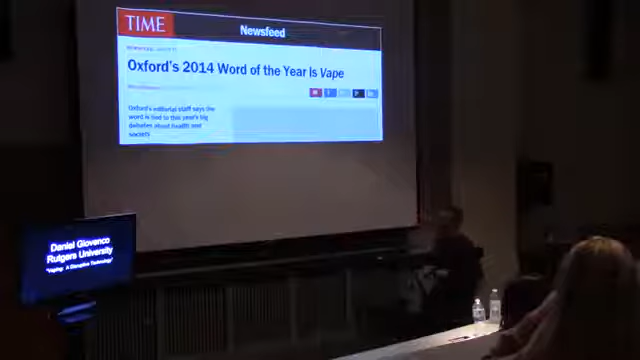 TIME
Newsfeed
Oxford's 2014 Word of the Year is Vape
Oxford's editorial staff says the
word is tied to this year's big
debates about health and
society
Daniel Giovenco
Rutgers University
"Vaping: A Disruptive Technology"